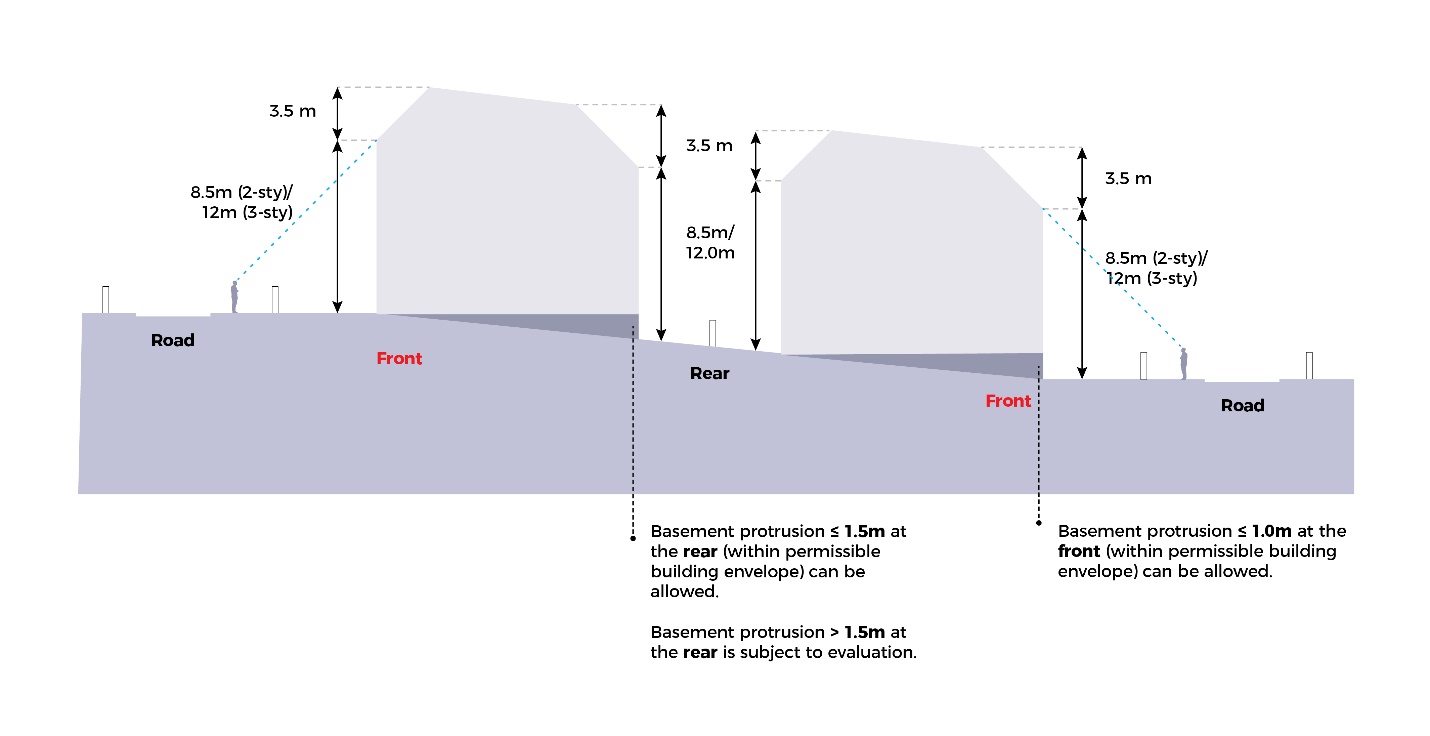 3.5 m
8.5m (2-sty)/
12m (3-sty)
3.5 m
8.5m/
12.0m
3.5 m
8.5m (2-sty)/
12m (3-sty)
Road
Front
Rear
Front
Road
Basement protrusion ≤ 1.5m at
the rear (within permissible
building envelope) can be
allowed.
Basement protrusion > 1.5m at
the rear is subject to evaluation.
Basement protrusion ≤ 1.0m at the
front (within permissible building
envelope) can be allowed.